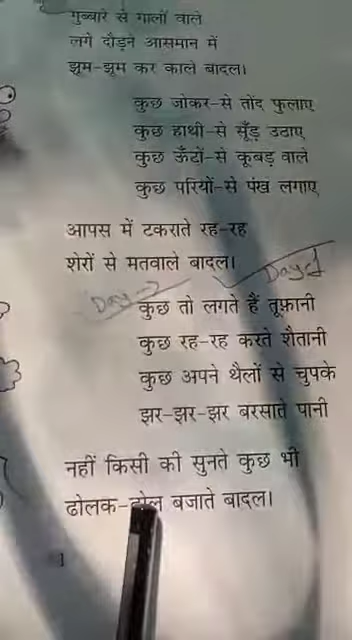 गुब्बारे से गालों वाले
लगे दौड़ने आसमान में
झूम-झूम कर काले बादल।
कुछ जोकर-से तोंद फुलाए
कुछ हाथी-से सूँड़ उठाए
कुछ ऊँटों-से कूबड़ वाले
कुछ परियों-से पंख लगाए
आपस में टकराते रह-रह
शेरों से मतवाले बादल।
Day-1
Day
कुछ तो लगते हैं तूफ़ानी
कुछ रह-रह करते शैतानी
कुछ अपने थैलों से चुपके
झर-झर-झर बरसाते पानी
नहीं किसी की सुनते कुछ भी
ढोलक-ढोल बजाते बादल।